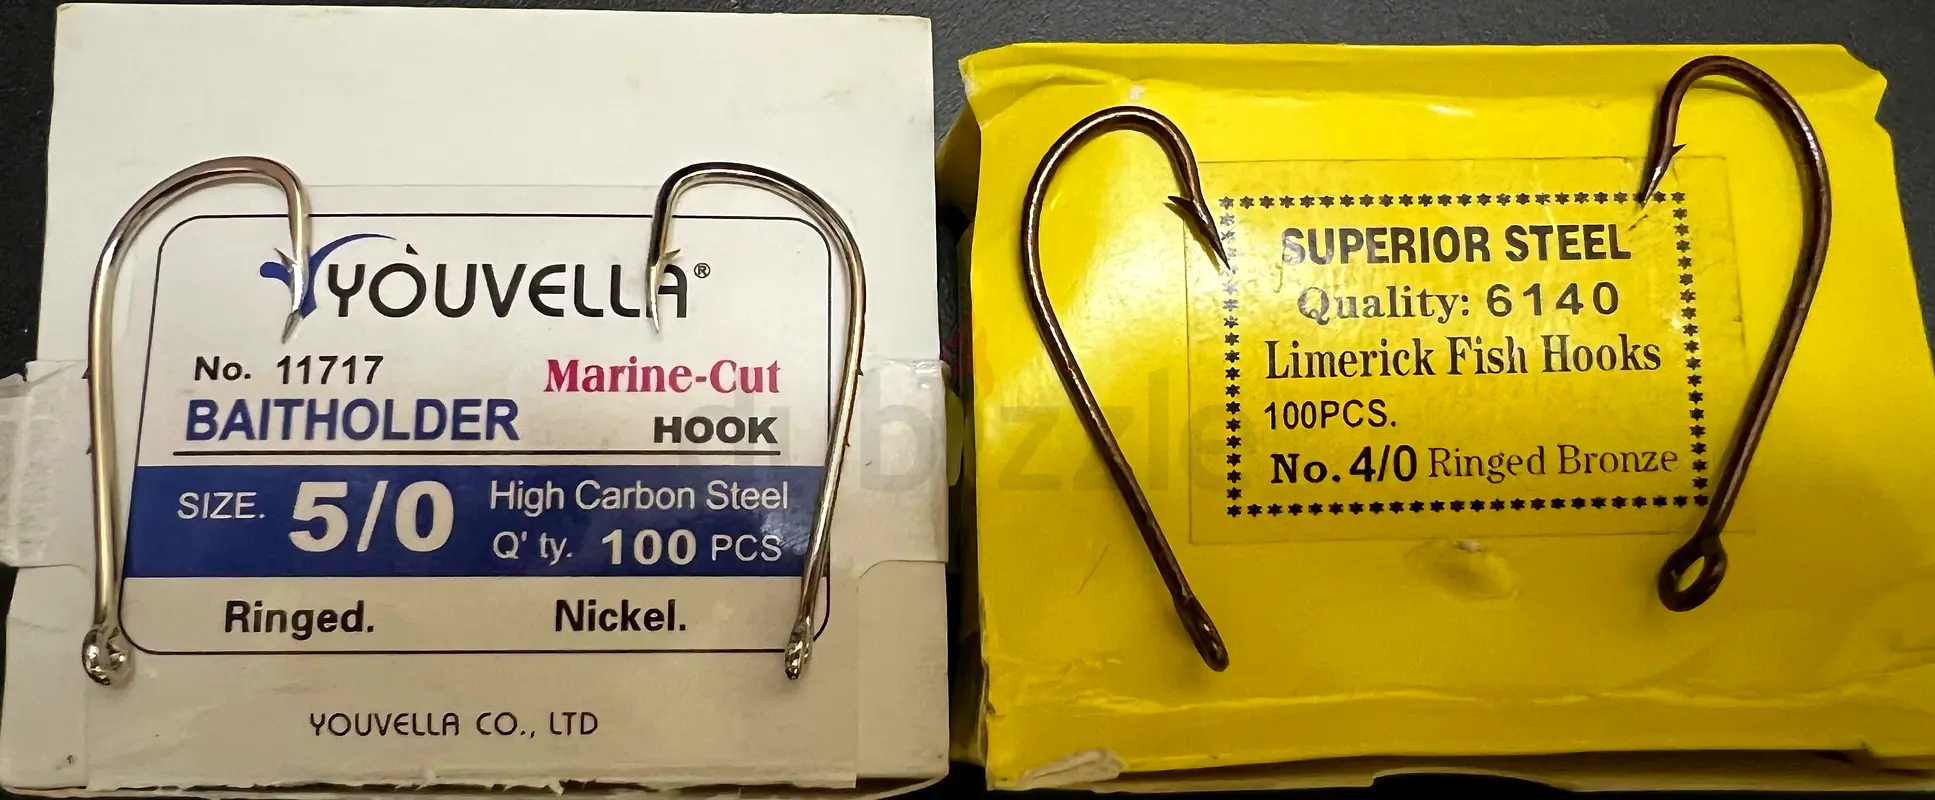 YOUVELLA®
No. 11717 Marine-Cut
BAITHOLDER HOOK
SIZE. 5/0 High Carbon Steel
Q' ty. 100 PCS
Ringed. Nickel.
YOUVELLA CO., LTD
SUPERIOR STEEL
Quality: 6140
Limerick Fish Hooks
100PCS.
No. 4/0 Ringed Bronze
dubizzle